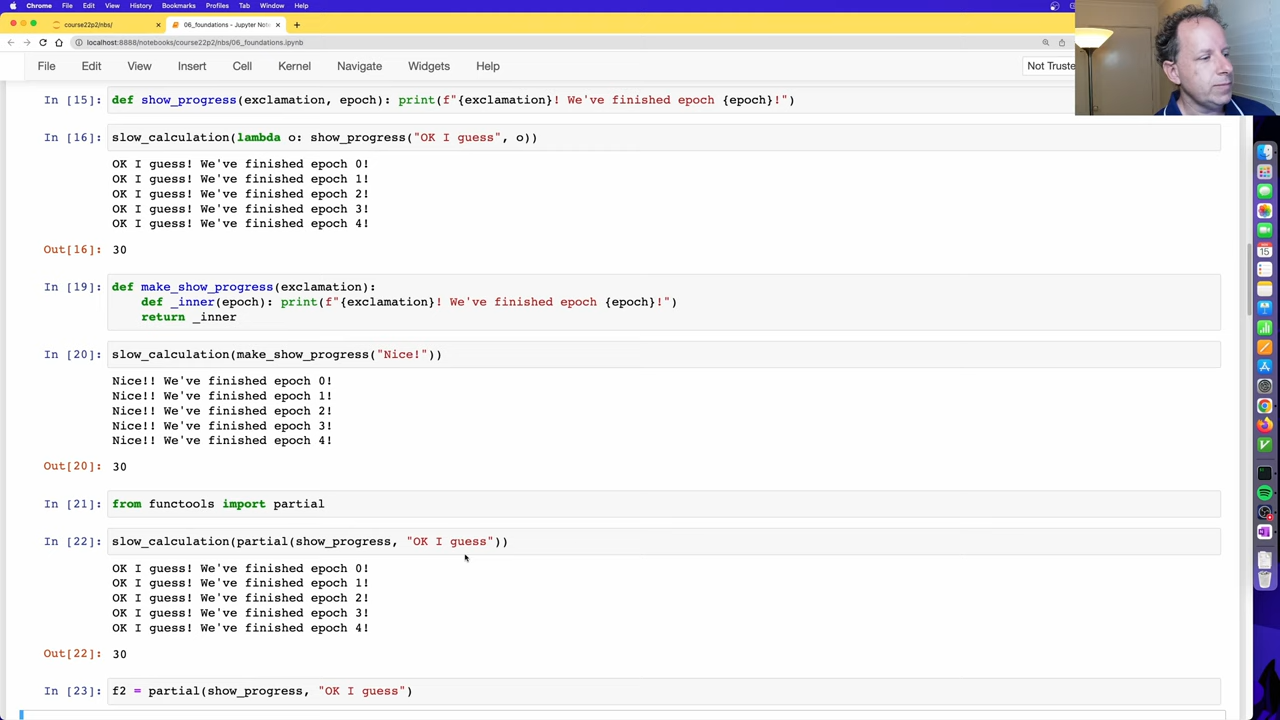 Chrome File Edit View History Bookmarks Profiles Tab Window Help
course22p2/nbs/
06_foundations - Jupyter Not
localhost:8888/notebooks/course22p2/nbs/06_foundations.ipynb
File Edit View Insert Cell Kernel Navigate Widgets Help
Not Truste
In [15]: def show_progress(exclamation, epoch): print(f"{exclamation}! We've finished epoch {epoch}!")
In [16]: slow_calculation(lambda o: show_progress("OK I guess", o))
OK I guess! We've finished epoch 0!
OK I guess! We've finished epoch 1!
OK I guess! We've finished epoch 2!
OK I guess! We've finished epoch 3!
OK I guess! We've finished epoch 4!
Out[16]: 30
In [19]: def make_show_progress(exclamation):
def _inner(epoch): print(f"{exclamation}! We've finished epoch {epoch}!")
return _inner
In [20]: slow_calculation(make_show_progress("Nice!"))
Nice!! We've finished epoch 0!
Nice!! We've finished epoch 1!
Nice!! We've finished epoch 2!
Nice!! We've finished epoch 3!
Nice!! We've finished epoch 4!
Out[20]: 30
In [21]: from functools import partial
In [22]: slow_calculation(partial(show_progress, "OK I guess"))
OK I guess! We've finished epoch 0!
OK I guess! We've finished epoch 1!
OK I guess! We've finished epoch 2!
OK I guess! We've finished epoch 3!
OK I guess! We've finished epoch 4!
Out[22]: 30
In [23]: f2 = partial(show_progress, "OK I guess")
15